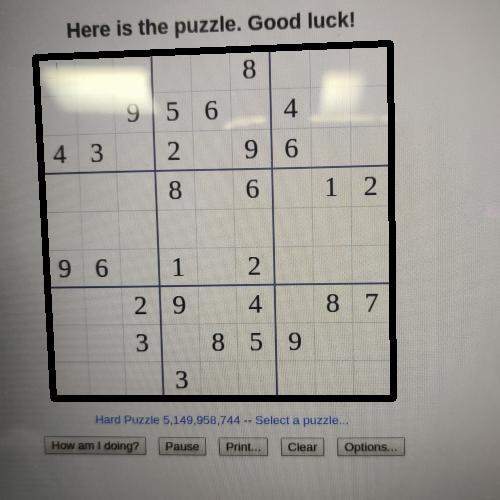 Here is the puzzle. Good luck!
8
9 5 6 4
4 3 2 9 6
8 6 1 2
9 6 1 2
2 9 4 8 7
3 8 5 9
3
Hard Puzzle 5,149,958,744 -- Select a puzzle...
How am I doing? Pause Print... Clear Options...